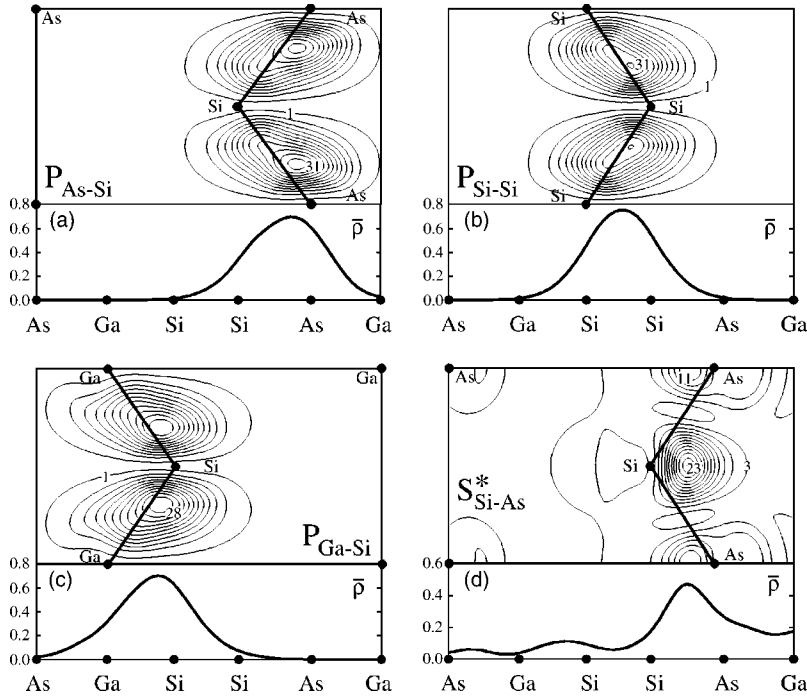 As
As
Si
1
31
P As-Si
As
0.8
(a)
ρ̄
0.6
0.4
0.2
0.0
As Ga Si Si As Ga
Si
31
1
Si
P Si-Si
Si
(b)
ρ̄
0.8
0.6
0.4
0.2
0.0
As Ga Si Si As Ga
Ga
Ga
1
Si
28
P Ga-Si
Ga
0.8
(c)
ρ̄
0.6
0.4
0.2
0.0
As Ga Si Si As Ga
As
11
As
Si
23
3
S* Si-As
As
0.6
(d)
ρ̄
0.4
0.2
0.0
As Ga Si Si As Ga